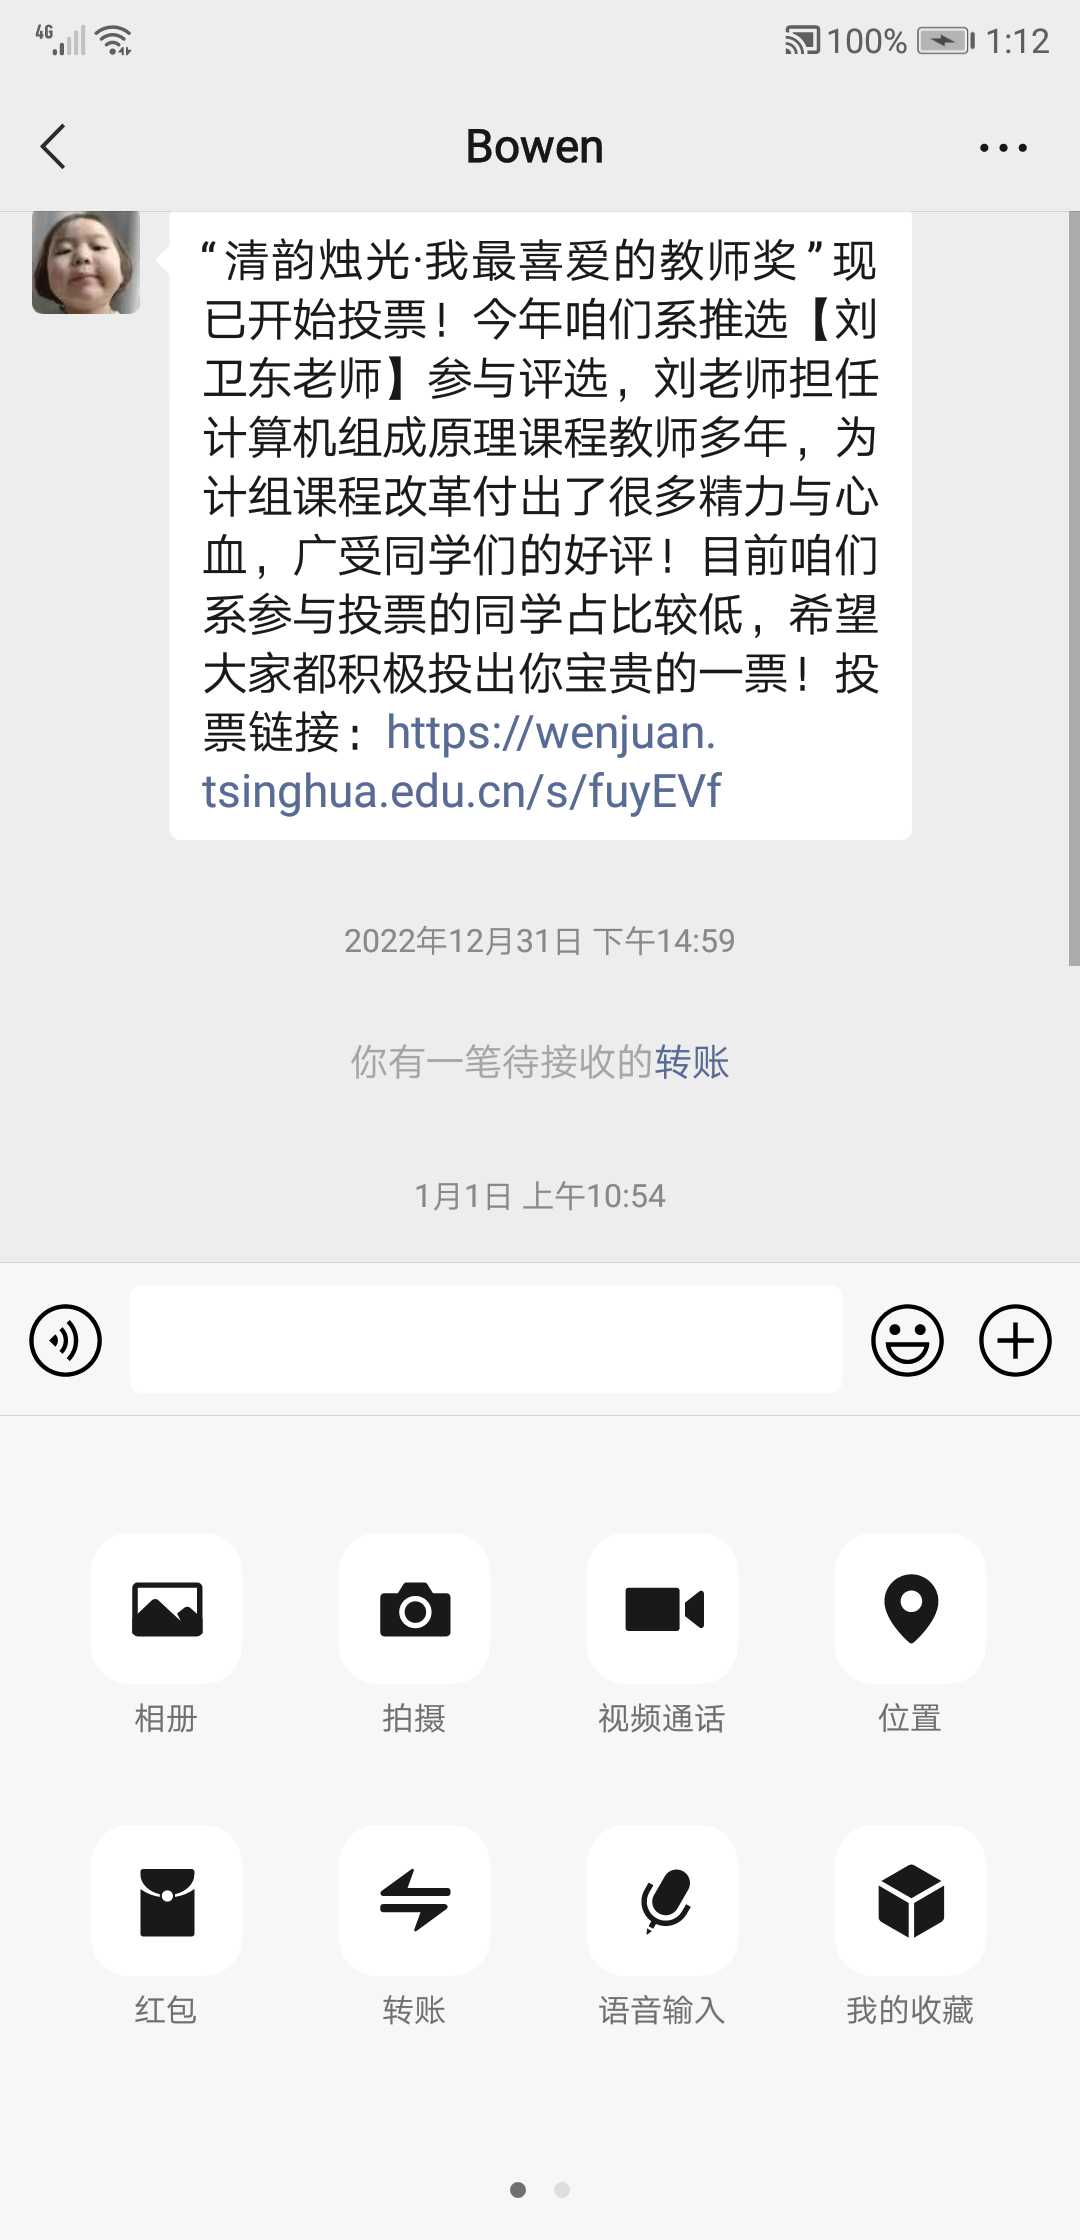 4G
100%
1:12
Bowen
“清韵烛光·我最喜爱的教师奖”现
已开始投票！今年咱们系推选【刘
卫东老师】参与评选，刘老师担任
计算机组成原理课程教师多年，为
计组课程改革付出了很多精力与心
血，广受同学们的好评！目前咱们
系参与投票的同学占比较低，希望
大家都积极投出你宝贵的一票！投
票链接：https://wenjuan.
tsinghua.edu.cn/s/fuyEVf
2022年12月31日 下午14:59
你有一笔待接收的转账
1月1日 上午10:54
相册
拍摄
视频通话
位置
红包
转账
语音输入
我的收藏